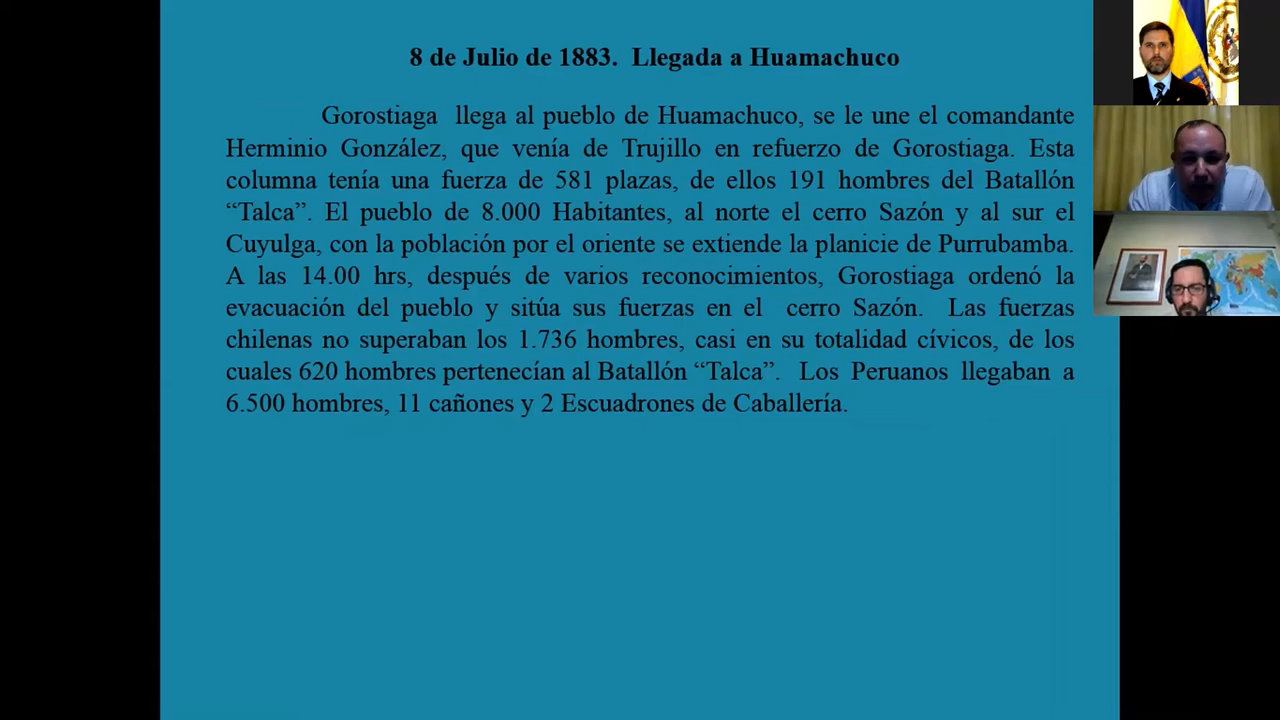 8 de Julio de 1883. Llegada a Huamachuco
Gorostiaga llega al pueblo de Huamachuco, se le une el comandante
Herminio González, que venía de Trujillo en refuerzo de Gorostiaga. Esta
columna tenía una fuerza de 581 plazas, de ellos 191 hombres del Batallón
“Talca”. El pueblo de 8.000 Habitantes, al norte el cerro Sazón y al sur el
Cuyulga, con la población por el oriente se extiende la planicie de Purrubamba.
A las 14.00 hrs, después de varios reconocimientos, Gorostiaga ordenó la
evacuación del pueblo y sitúa sus fuerzas en el cerro Sazón. Las fuerzas
chilenas no superaban los 1.736 hombres, casi en su totalidad cívicos, de los
cuales 620 hombres pertenecían al Batallón “Talca”. Los Peruanos llegaban a
6.500 hombres, 11 cañones y 2 Escuadrones de Caballería.